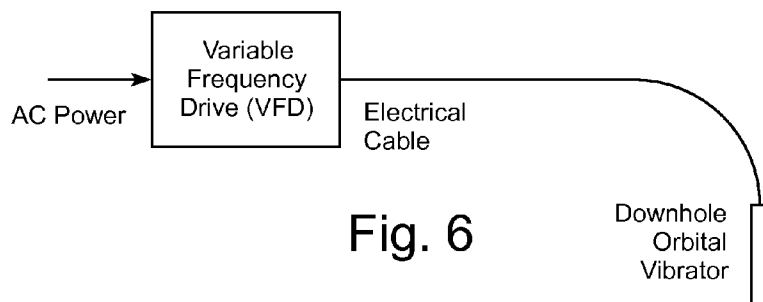 Variable
Frequency
Drive (VFD)
AC Power
Electrical
Cable
Downhole
Orbital
Vibrator
Fig. 6